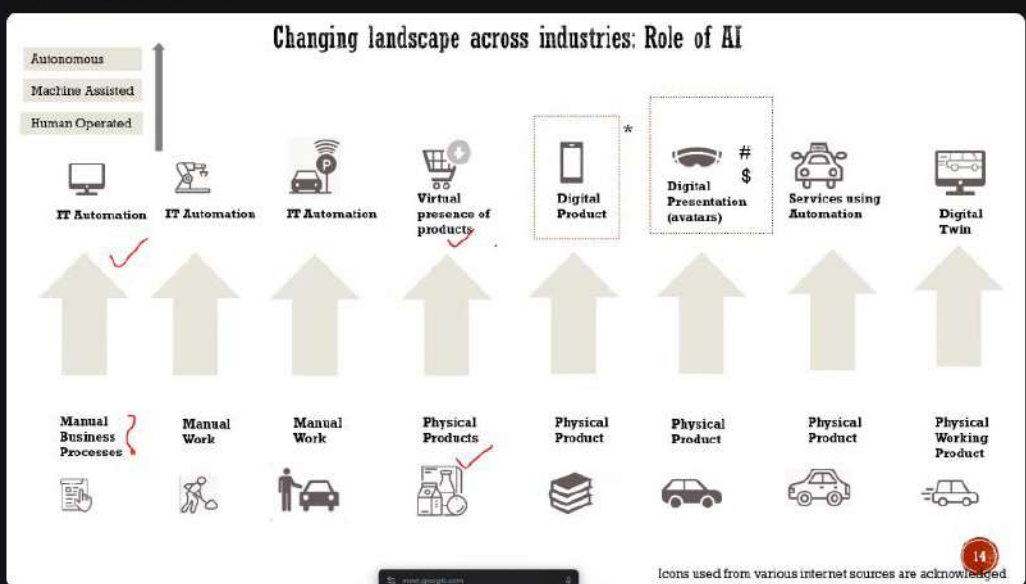 Changing landscape across industries: Role of AI
Autonomous
Machine Assisted
Human Operated
P
IT Automation
IT Automation
IT Automation
Virtual
presence of
products
Digital
Product
*
Digital
Presentation
(avatars)
#
$
Services using
Automation
Digital
Twin
Manual
Business
Processes
Manual
Work
Manual
Work
Physical
Products
Physical
Product
Physical
Product
Physical
Product
Physical
Working
Product
14
Icons used from various internet sources are acknowledged
meet.google.com